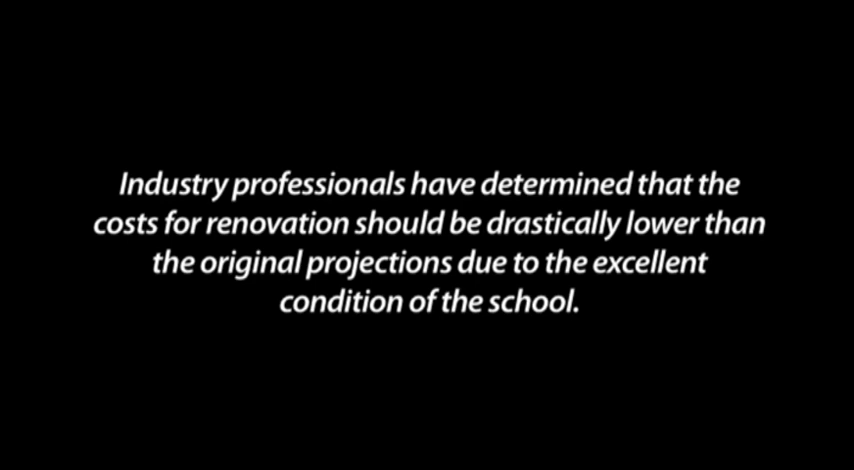 Industry professionals have determined that the
costs for renovation should be drastically lower than
the original projections due to the excellent
condition of the school.